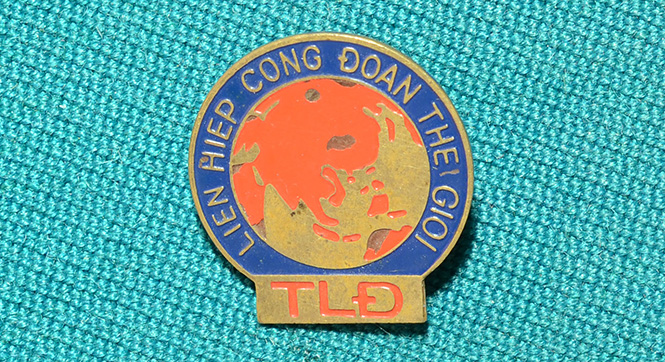 LIEN HIEP CONG ĐOAN THE' GIOI
TLĐ